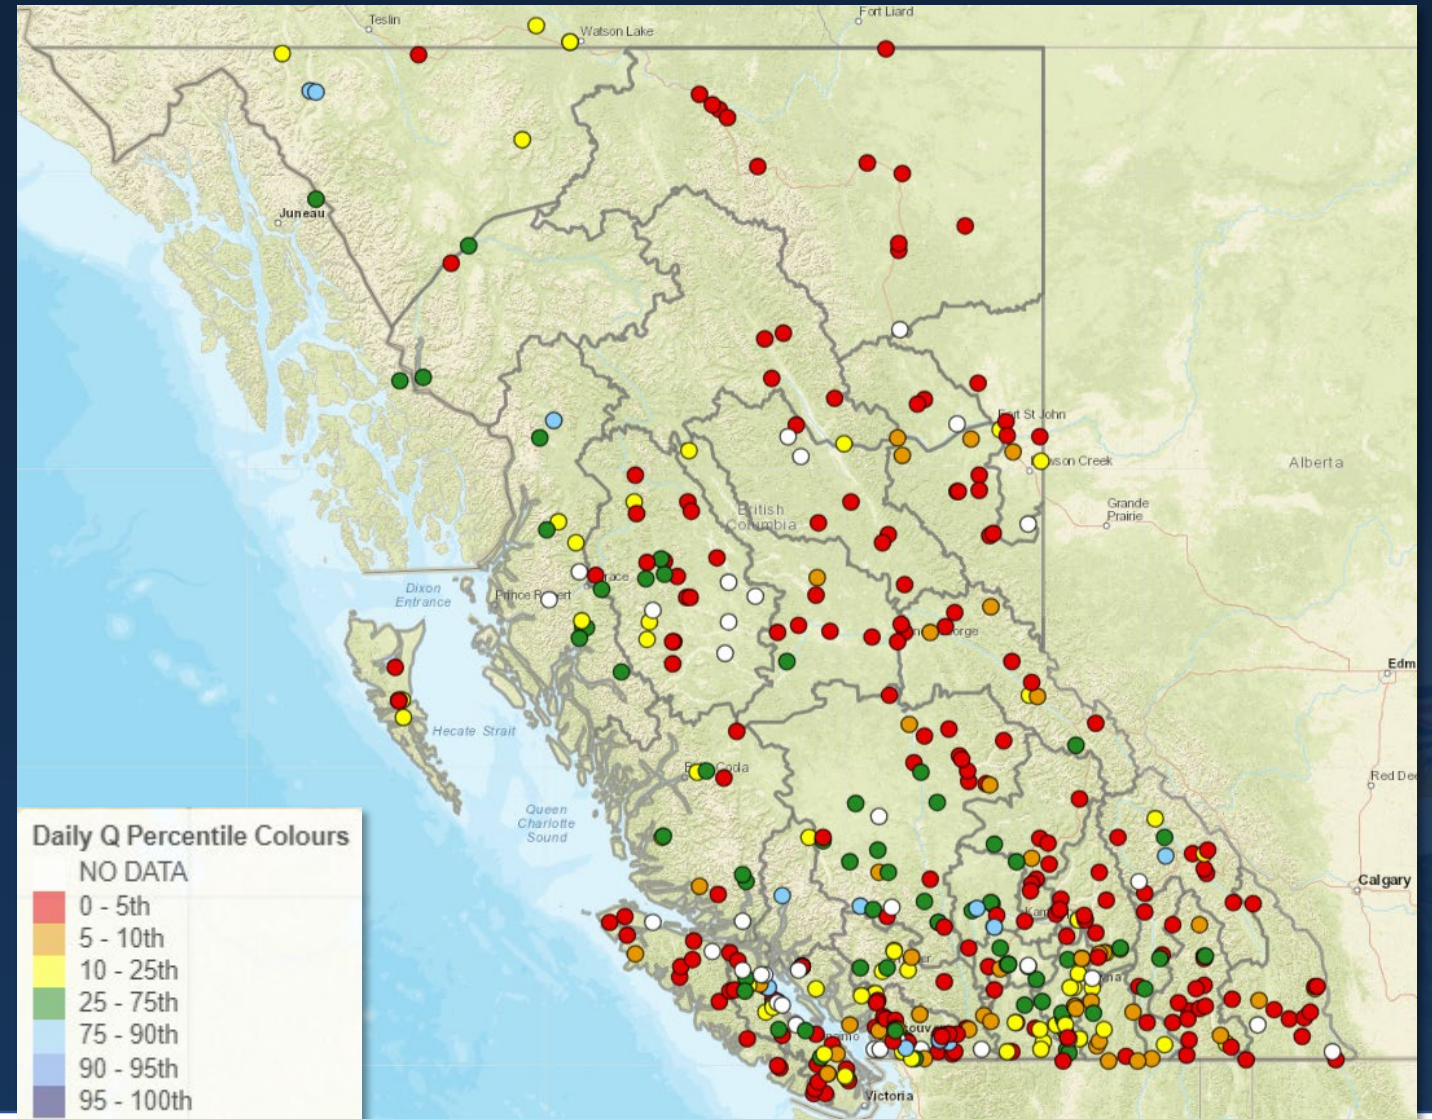 Teslin
Fort Liard
Watson Lake
Juneau
Fort St John
Dawson Creek
Alberta
Grande
Prairie
British
Columbia
Dixon
Entrance
Prince Rupert
Edm
Hecate Strait
Red Dee
Queen
Charlotte
Sound
Calgary
Victoria
Daily Q Percentile Colours
NO DATA
0 - 5th
5 - 10th
10 - 25th
25 - 75th
75 - 90th
90 - 95th
95 - 100th